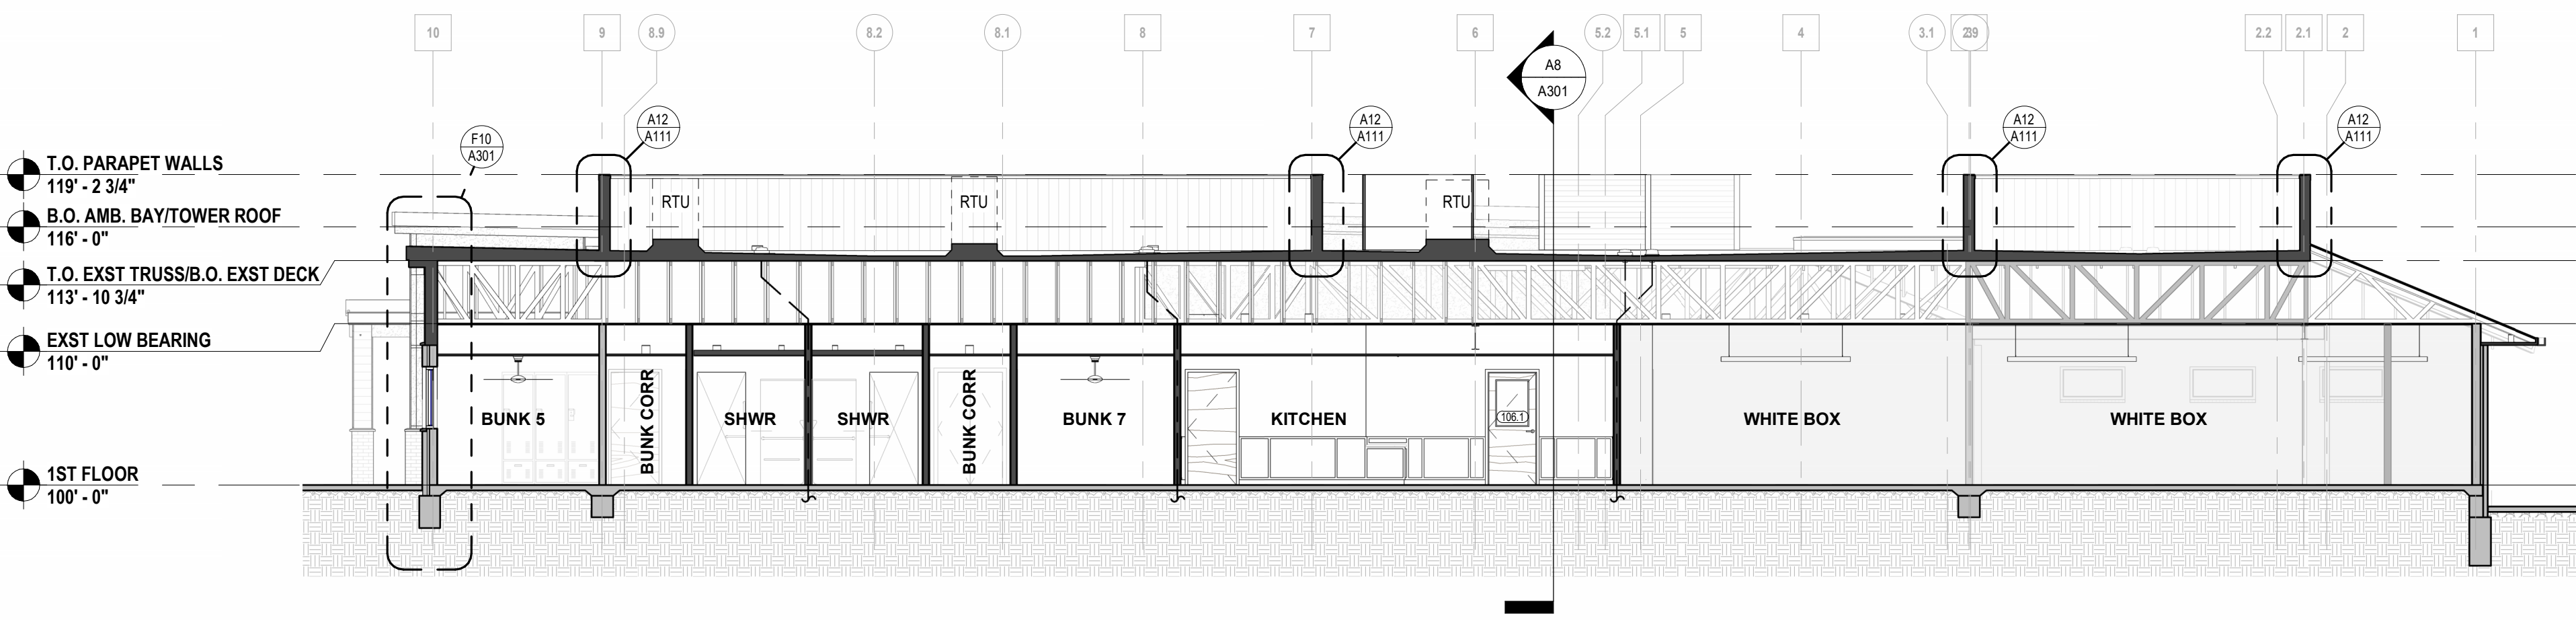 10
9
8.9
8.2
8.1
8
7
6
5.2
5.1
5
4
3.1
2.2
2.1
2
1
A8
A301
F10
A301
A12
A111
A12
A111
A12
A111
A12
A111
T.O. PARAPET WALLS
119' - 2 3/4"
B.O. AMB. BAY/TOWER ROOF
116' - 0"
T.O. EXST TRUSS/B.O. EXST DECK
113' - 10 3/4"
EXST LOW BEARING
110' - 0"
1ST FLOOR
100' - 0"
RTU
RTU
RTU
BUNK 5
BUNK CORR
SHWR
SHWR
BUNK CORR
BUNK 7
KITCHEN
106.1
WHITE BOX
WHITE BOX